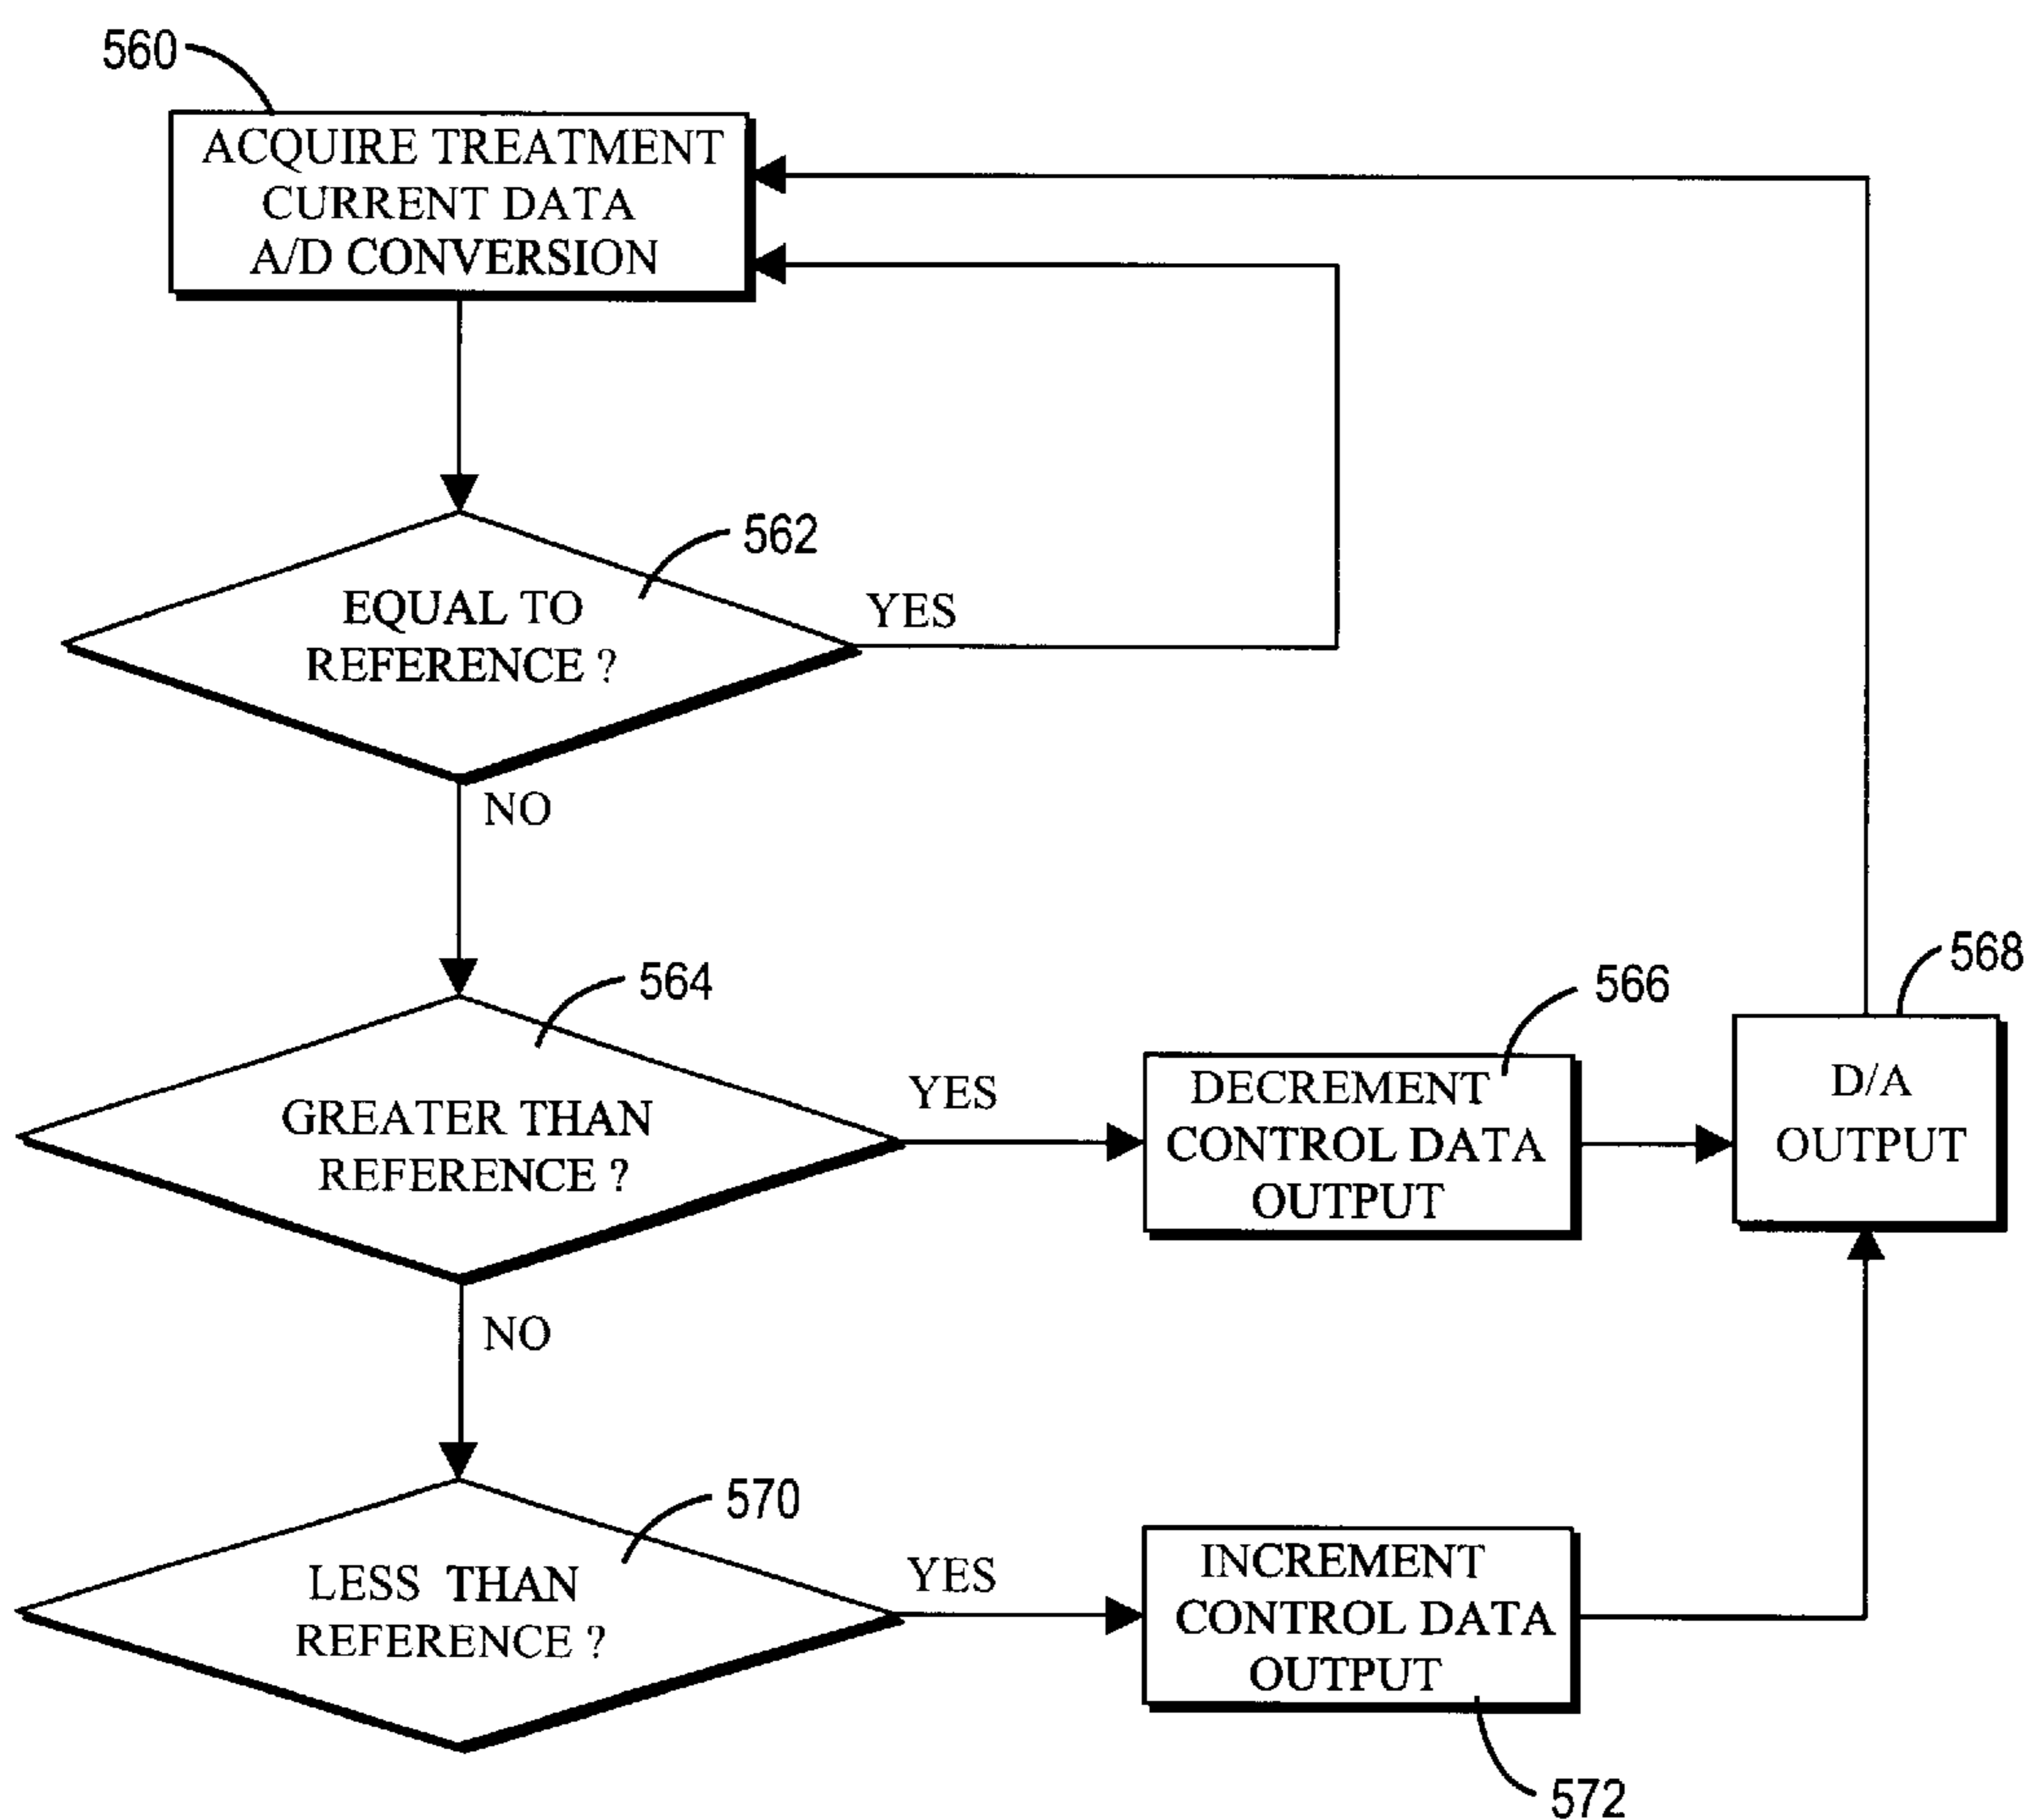 560
ACQUIRE TREATMENT
CURRENT DATA
A/D CONVERSION
562
EQUAL TO
REFERENCE ?
YES
NO
564
GREATER THAN
REFERENCE ?
YES
566
DECREMENT
CONTROL DATA
OUTPUT
568
D/A
OUTPUT
NO
570
LESS THAN
REFERENCE ?
YES
INCREMENT
CONTROL DATA
OUTPUT
572